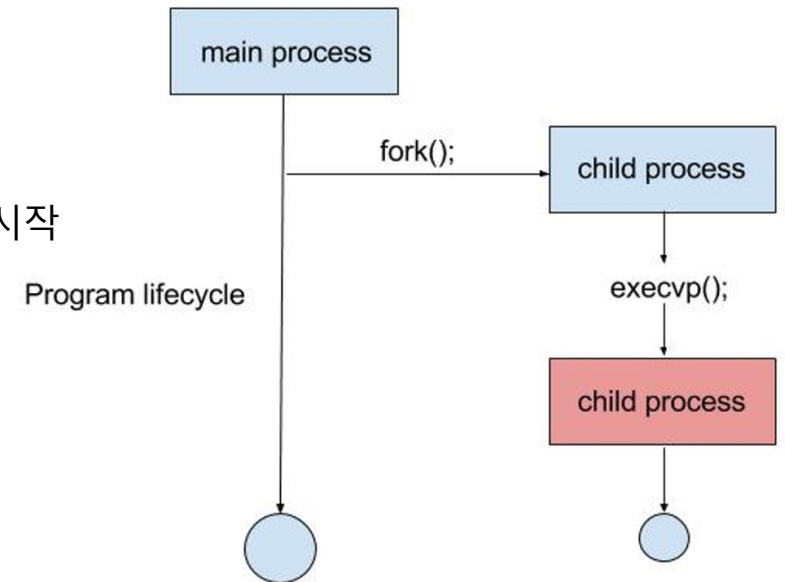 main process
fork();
child process
시작
Program lifecycle
execvp();
child process